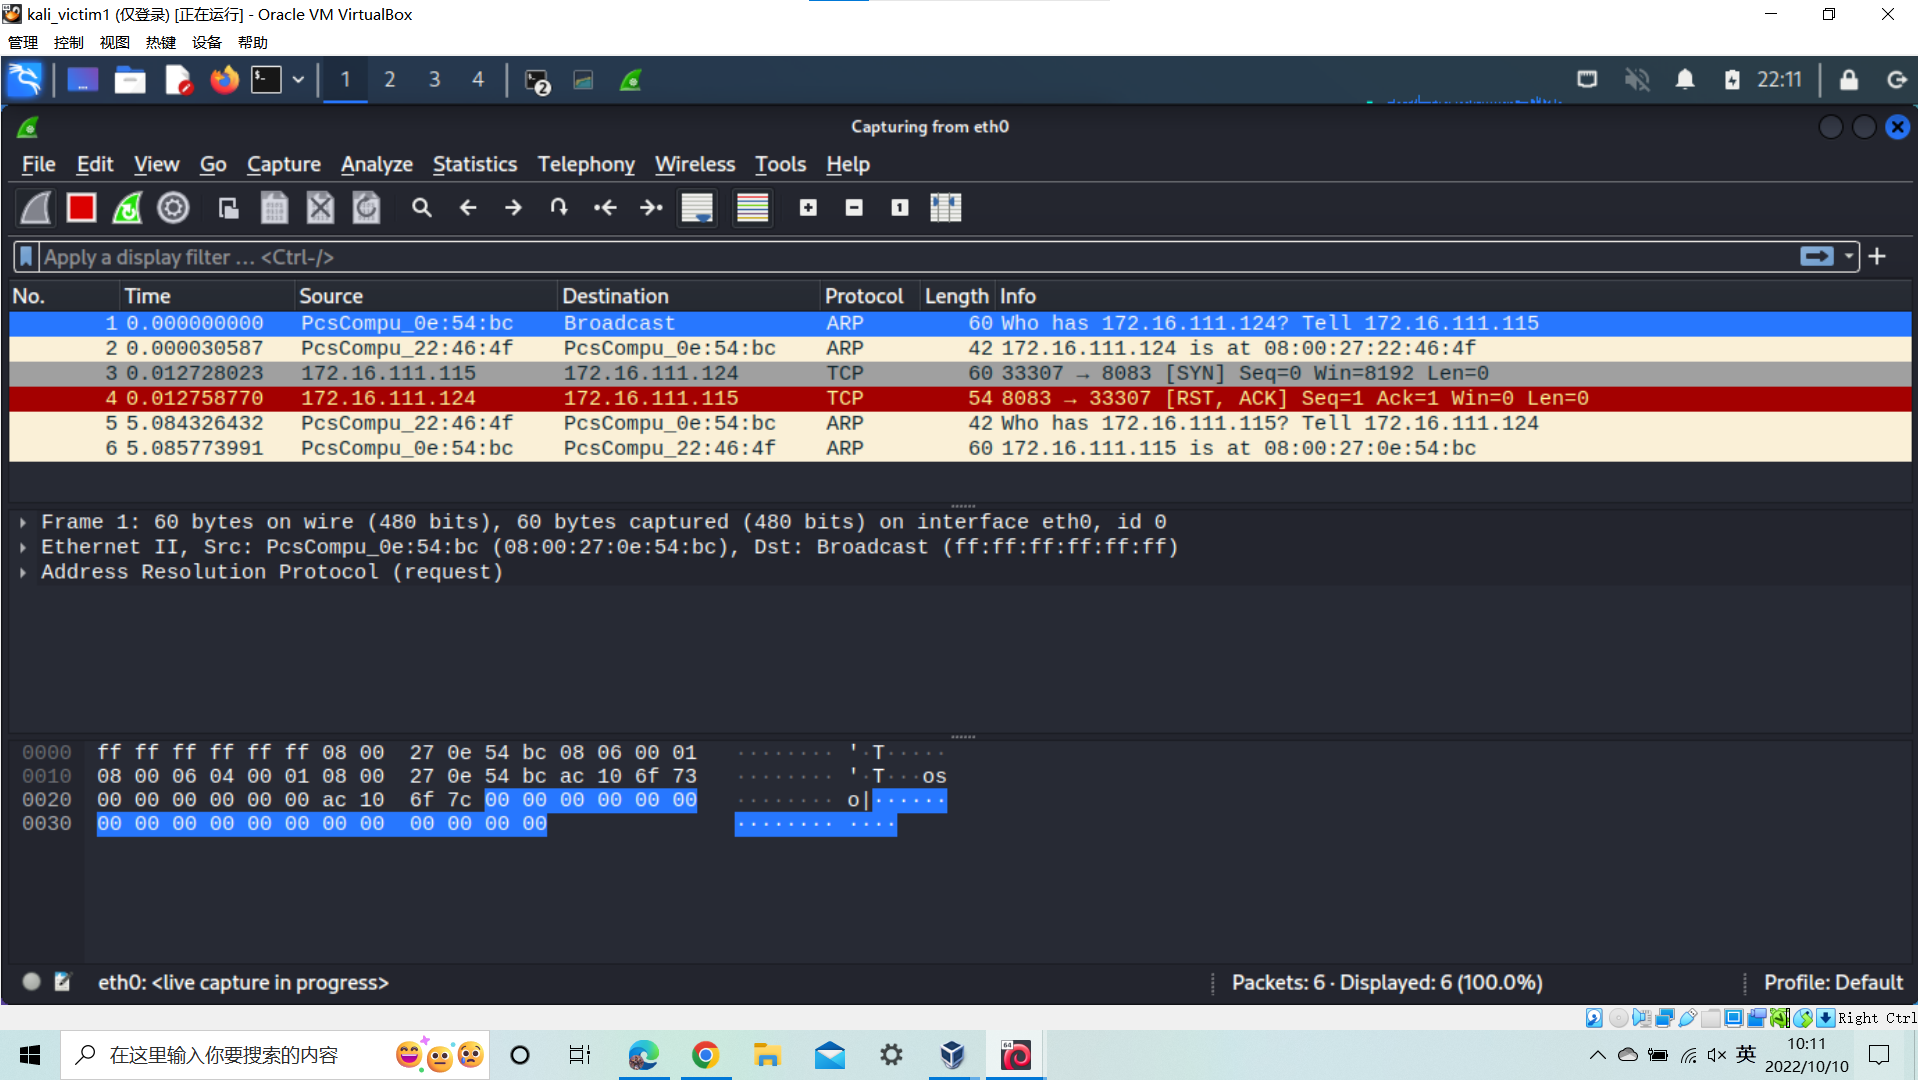 kali_victim1 (仅登录) [正在运行] - Oracle VM VirtualBox
管理 控制 视图 热键 设备 帮助
1 2 3 4 2 22:11
Capturing from eth0
File Edit View Go Capture Analyze Statistics Telephony Wireless Tools Help
Apply a display filter … <Ctrl-/>
No. Time Source Destination Protocol Length Info
1 0.000000000 PcsCompu_0e:54:bc Broadcast ARP 60 Who has 172.16.111.124? Tell 172.16.111.115
2 0.000030587 PcsCompu_22:46:4f PcsCompu_0e:54:bc ARP 42 172.16.111.124 is at 08:00:27:22:46:4f
3 0.012728023 172.16.111.115 172.16.111.124 TCP 60 33307 → 8083 [SYN] Seq=0 Win=8192 Len=0
4 0.012758770 172.16.111.124 172.16.111.115 TCP 54 8083 → 33307 [RST, ACK] Seq=1 Ack=1 Win=0 Len=0
5 5.084326432 PcsCompu_22:46:4f PcsCompu_0e:54:bc ARP 42 Who has 172.16.111.115? Tell 172.16.111.124
6 5.085773991 PcsCompu_0e:54:bc PcsCompu_22:46:4f ARP 60 172.16.111.115 is at 08:00:27:0e:54:bc
Frame 1: 60 bytes on wire (480 bits), 60 bytes captured (480 bits) on interface eth0, id 0
Ethernet II, Src: PcsCompu_0e:54:bc (08:00:27:0e:54:bc), Dst: Broadcast (ff:ff:ff:ff:ff:ff)
Address Resolution Protocol (request)
0000 ff ff ff ff ff ff 08 00 27 0e 54 bc 08 06 00 01 ········ '·T·····
0010 08 00 06 04 00 01 08 00 27 0e 54 bc ac 10 6f 73 ········ '·T···os
0020 00 00 00 00 00 00 ac 10 6f 7c 00 00 00 00 00 00 ········ o|······
0030 00 00 00 00 00 00 00 00 00 00 00 00 ········ ····
eth0: <live capture in progress> Packets: 6 · Displayed: 6 (100.0%) Profile: Default
Right Ctrl
在这里输入你要搜索的内容 64 英 10:11
2022/10/10